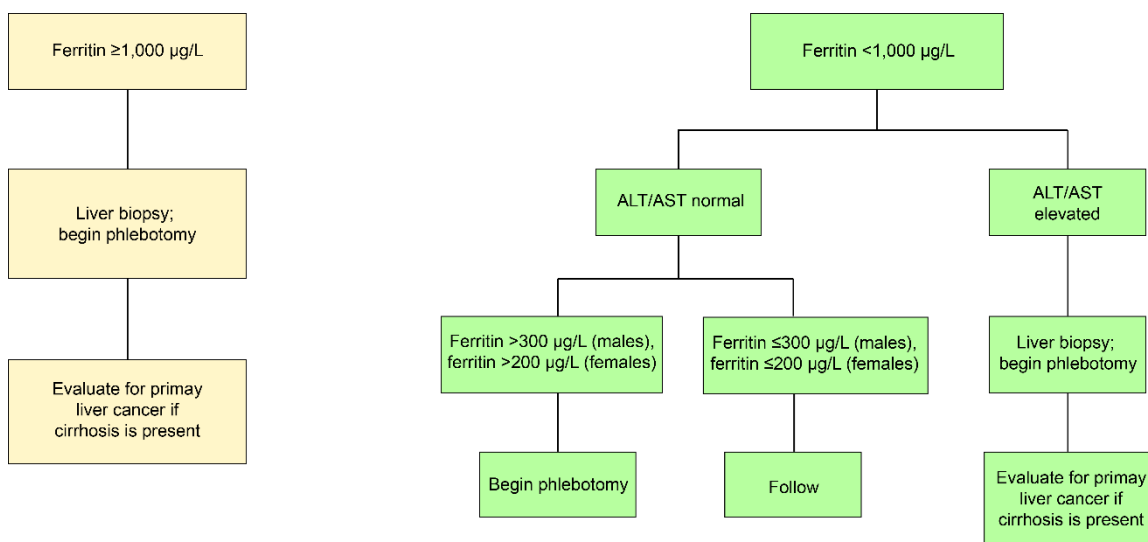 Ferritin ≥1,000 µg/L
Liver biopsy;
begin phlebotomy
Evaluate for primay
liver cancer if
cirrhosis is present
Ferritin <1,000 µg/L
ALT/AST normal
ALT/AST
elevated
Ferritin >300 µg/L (males),
ferritin >200 µg/L (females)
Ferritin ≤300 µg/L (males),
ferritin ≤200 µg/L (females)
Liver biopsy;
begin phlebotomy
Begin phlebotomy
Follow
Evaluate for primay
liver cancer if
cirrhosis is present